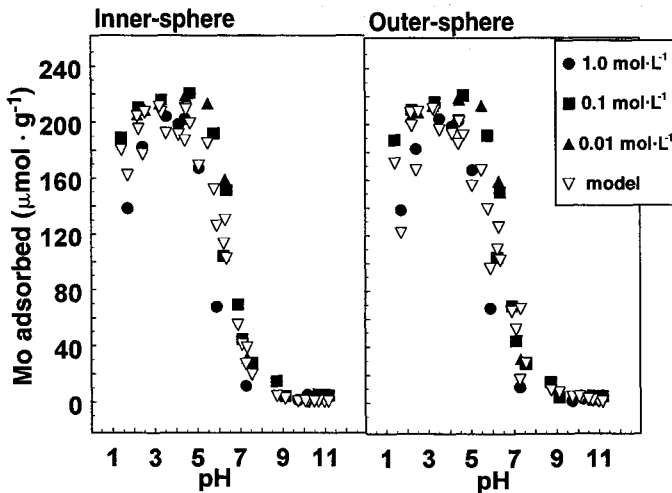 Inner-sphere
Outer-sphere
Mo adsorbed (μmol · g⁻¹)
240
200
160
120
80
40
0
1 3 5 7 9 11
pH
1 3 5 7 9 11
pH
1.0 mol·L⁻¹
0.1 mol·L⁻¹
0.01 mol·L⁻¹
model